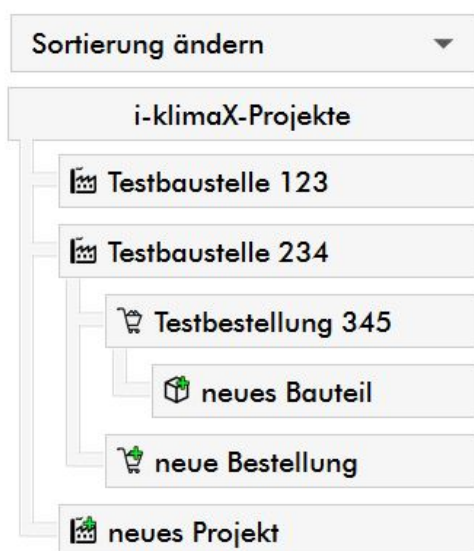 Sortierung ändern
i-klimaX-Projekte
Testbaustelle 123
Testbaustelle 234
Testbestellung 345
neues Bauteil
neue Bestellung
neues Projekt